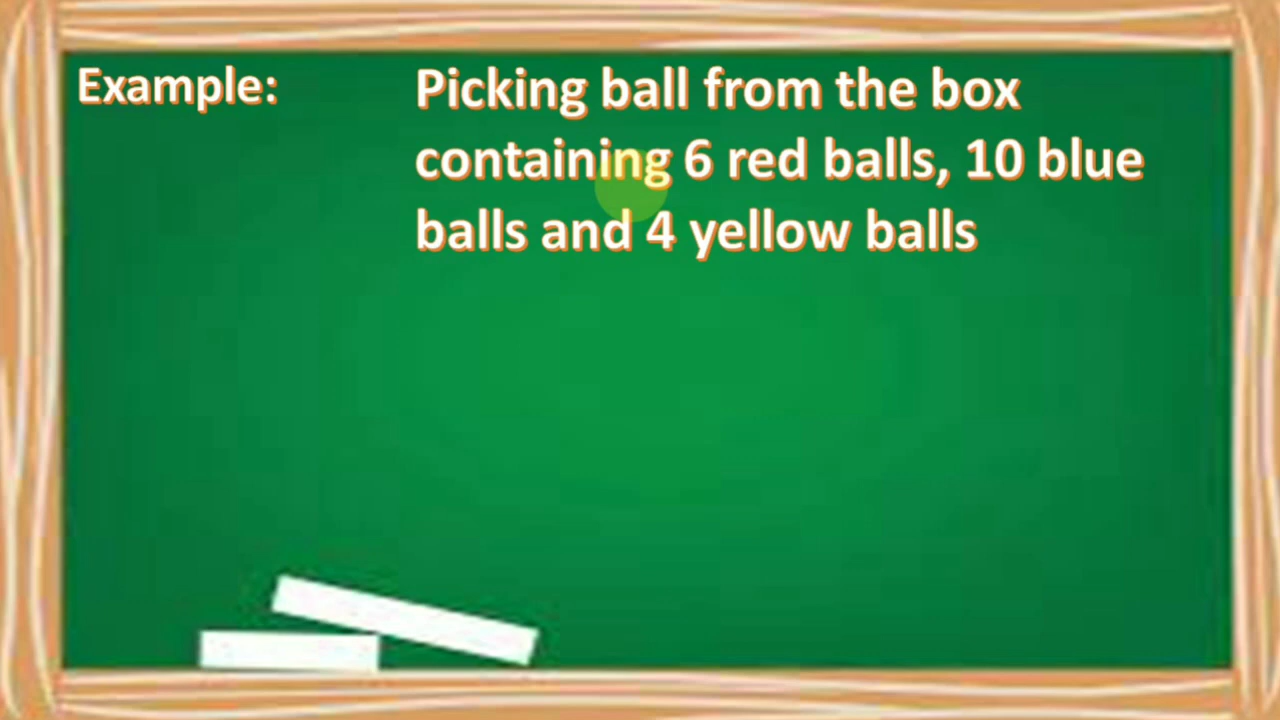 Example:
Picking ball from the box
containing 6 red balls, 10 blue
balls and 4 yellow balls